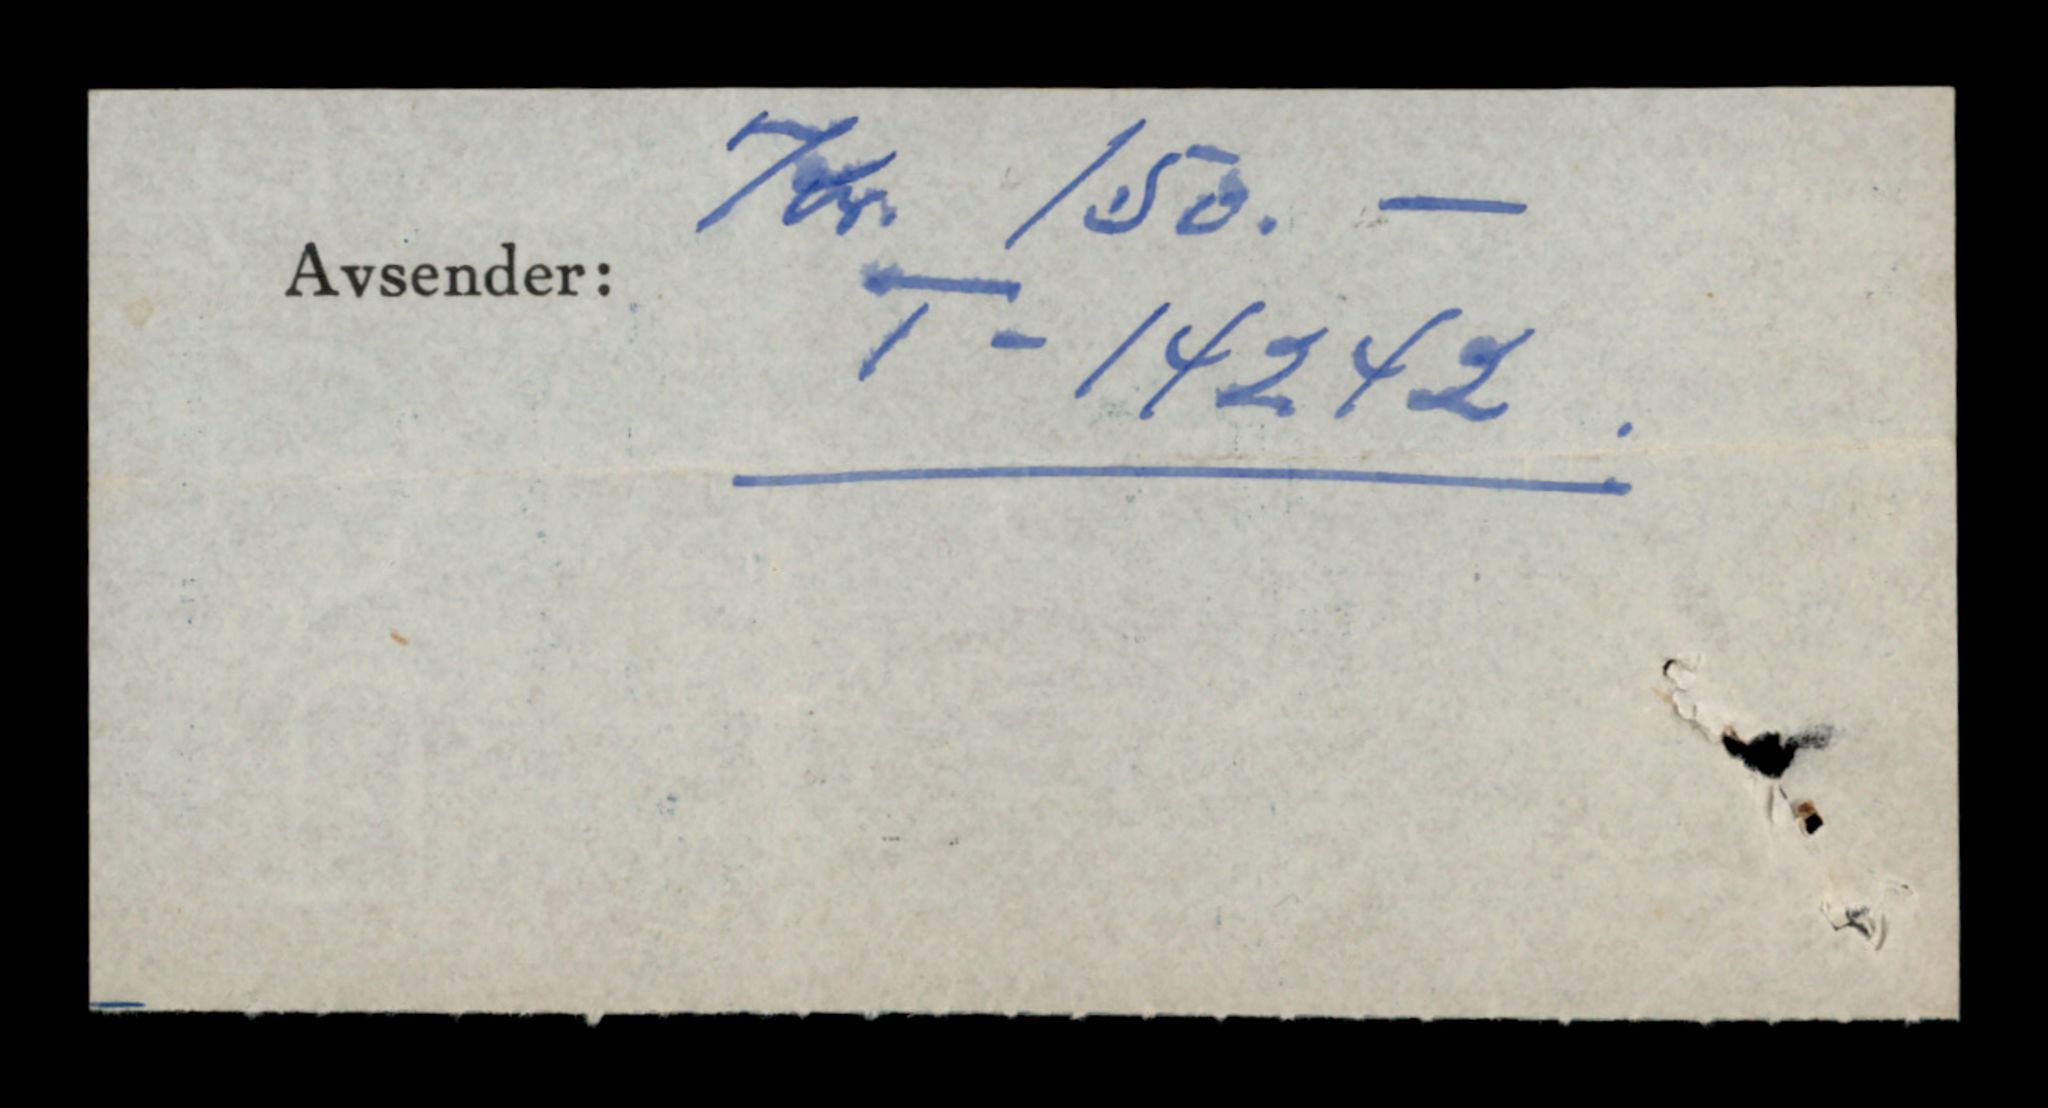 Kr. 150. —
Avsender:
T - 14242.